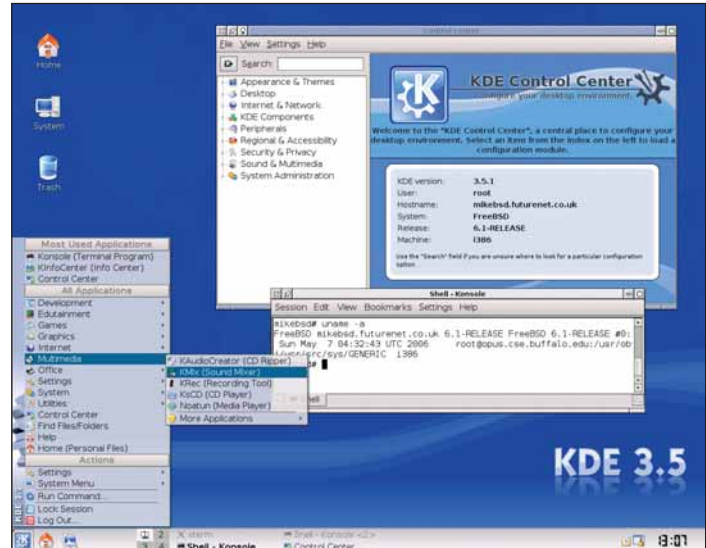 Home
System
Trash
Control Center
File View Settings Help
Search:
Appearance & Themes
Desktop
Internet & Network
KDE Components
Peripherals
Regional & Accessibility
Security & Privacy
Sound & Multimedia
System Administration
KDE Control Center
Configure your desktop environment.
Welcome to the "KDE Control Center", a central place to configure your
desktop environment. Select an item from the index on the left to load a
configuration module.
KDE version: 3.5.1
User: root
Hostname: mikebsd.futurenet.co.uk
System: FreeBSD
Release: 6.1-RELEASE
Machine: i386
Use the "Search" field if you are unsure where to look for a particular configuration
option.
Shell - Konsole
Session Edit View Bookmarks Settings Help
mikebsd# uname -a
FreeBSD mikebsd.futurenet.co.uk 6.1-RELEASE FreeBSD 6.1-RELEASE #0:
Sun May 7 04:32:43 UTC 2006 root@opus.cse.buffalo.edu:/usr/ob
j/usr/src/sys/GENERIC i386
Shell
Most Used Applications
Konsole (Terminal Program)
KInfoCenter (Info Center)
Control Center
All Applications
Development
Edutainment
Games
Graphics
Internet
Multimedia
Office
Settings
System
Utilities
Control Center
Find Files/Folders
Help
Home (Personal Files)
Actions
Settings
System Menu
Run Command...
Lock Session
Log Out...
KAudioCreator (CD Ripper)
KMix (Sound Mixer)
KRec (Recording Tool)
KsCD (CD Player)
Noatun (Media Player)
More Applications
KDE 3.5
2
3 4
X xterm
Shell - Konsole
Shell - Konsole <2>
Control Center
13:07